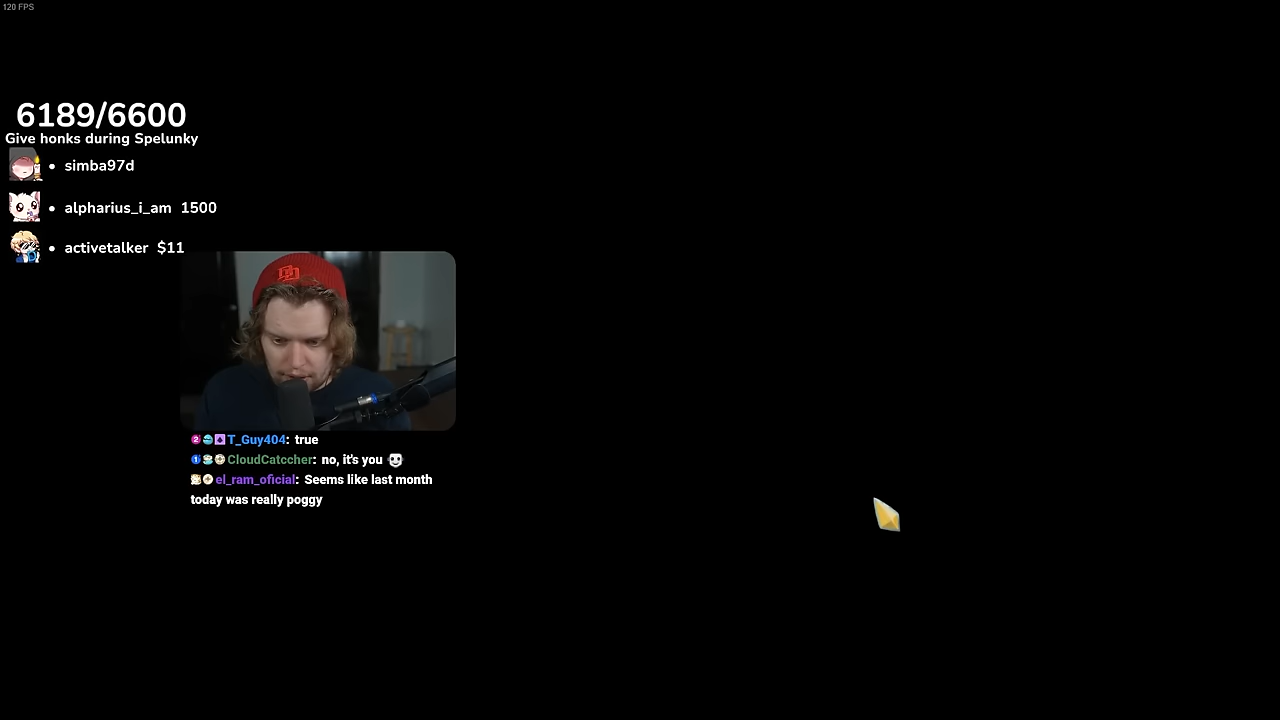 120 FPS
6189/6600
Give honks during Spelunky
• simba97d
• alpharius_i_am 1500
• activetalker $11
T_Guy404: true
CloudCatccher: no, it's you
el_ram_oficial: Seems like last month
today was really poggy